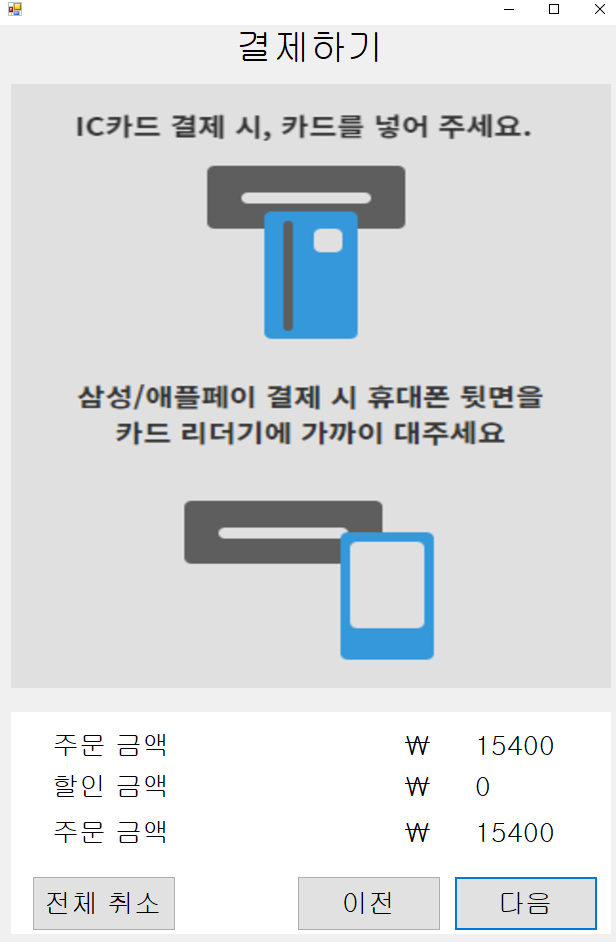 결제하기
IC카드 결제 시, 카드를 넣어 주세요.
삼성/애플페이 결제 시 휴대폰 뒷면을
카드 리더기에 가까이 대주세요
주문 금액 ₩ 15400
할인 금액 ₩ 0
주문 금액 ₩ 15400
전체 취소 이전 다음